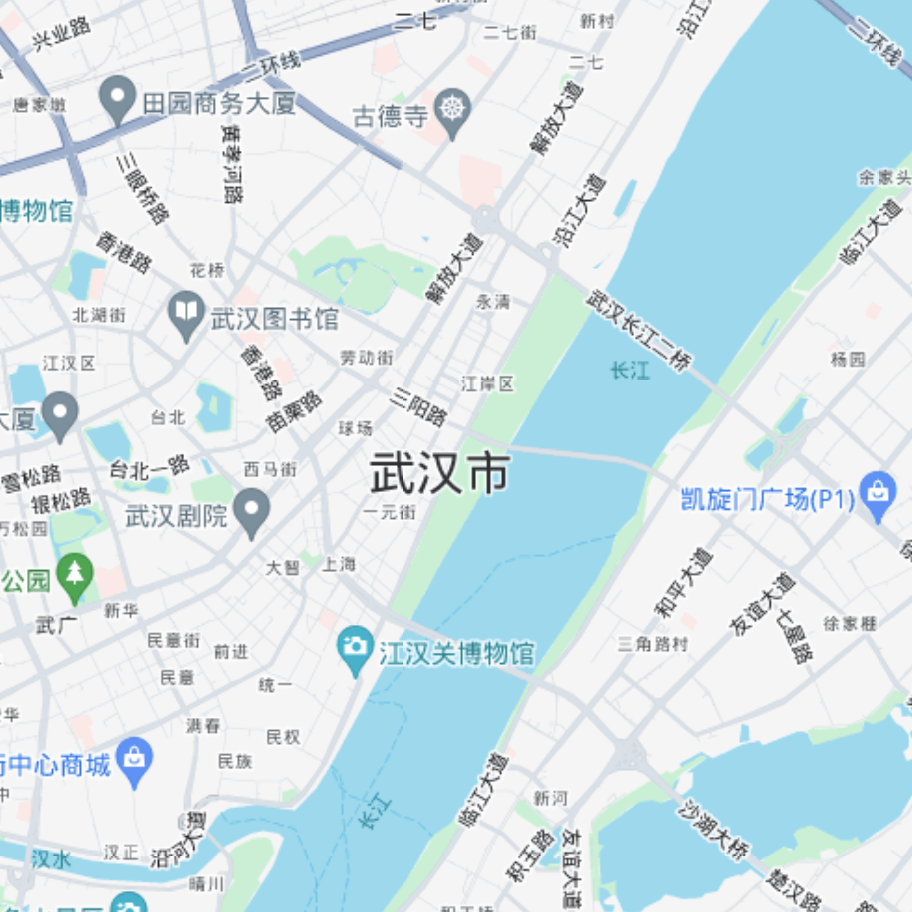 二七
新村
沿江
兴业路
二七街
二环线
二环线
二七
唐家墩
田园商务大厦
古德寺
解放大道
黄孝河路
三眼桥路
余家头
博物馆
沿江大道
临江大道
香港路
解放大道
花桥
永清
北湖街
武汉图书馆
武汉长江二桥
江汉区
劳动街
长江
杨园
香港路
江岸区
大厦
台北
苗栗路
三阳路
球场
雪松路
台北一路
西马街
武汉市
银松路
凯旋门广场(P1)
万松园
武汉剧院
一元街
公园
大智
上海
新华
和平大道
友谊大道
武广
七星路
徐家棚
民意街
前进
江汉关博物馆
三角路村
民意
统一
华
洪春
民权
中心商城
民族
中
临江大道
新河
长江
沙湖大桥
沿河大道
汉水
汉正
积玉路
友谊大道
晴川
楚汉路